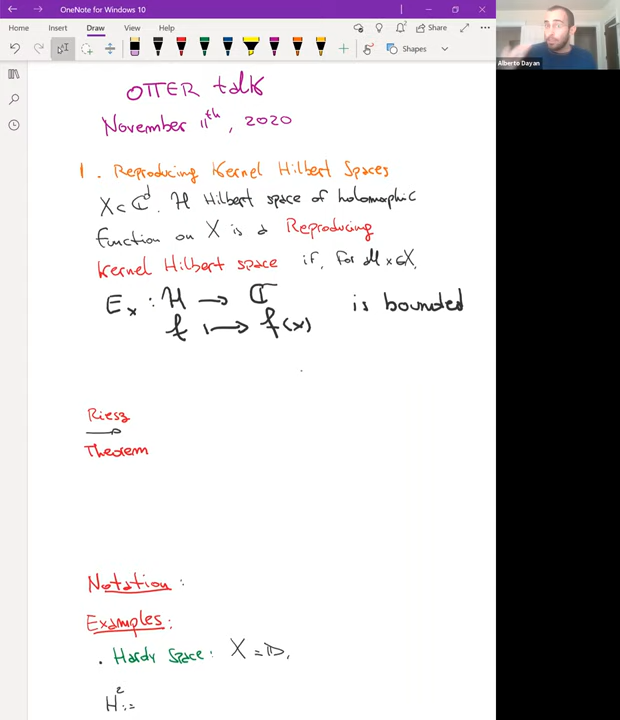 OneNote for Windows 10
Alberto Dayan
Home Insert Draw View Help
Shapes
OTTER talk
November 11th, 2020
1. Reproducing Kernel Hilbert Spaces
X ⊂ ℂ^d. H Hilbert space of holomorphic
function on X is a Reproducing
Kernel Hilbert space if, for all x ∈ X,
E_x : H → ℂ is bounded
f ↦ f(x)
Riesz
→
Theorem
Notation:
Examples:
. Hardy Space: X = 𝔻,
H² :=